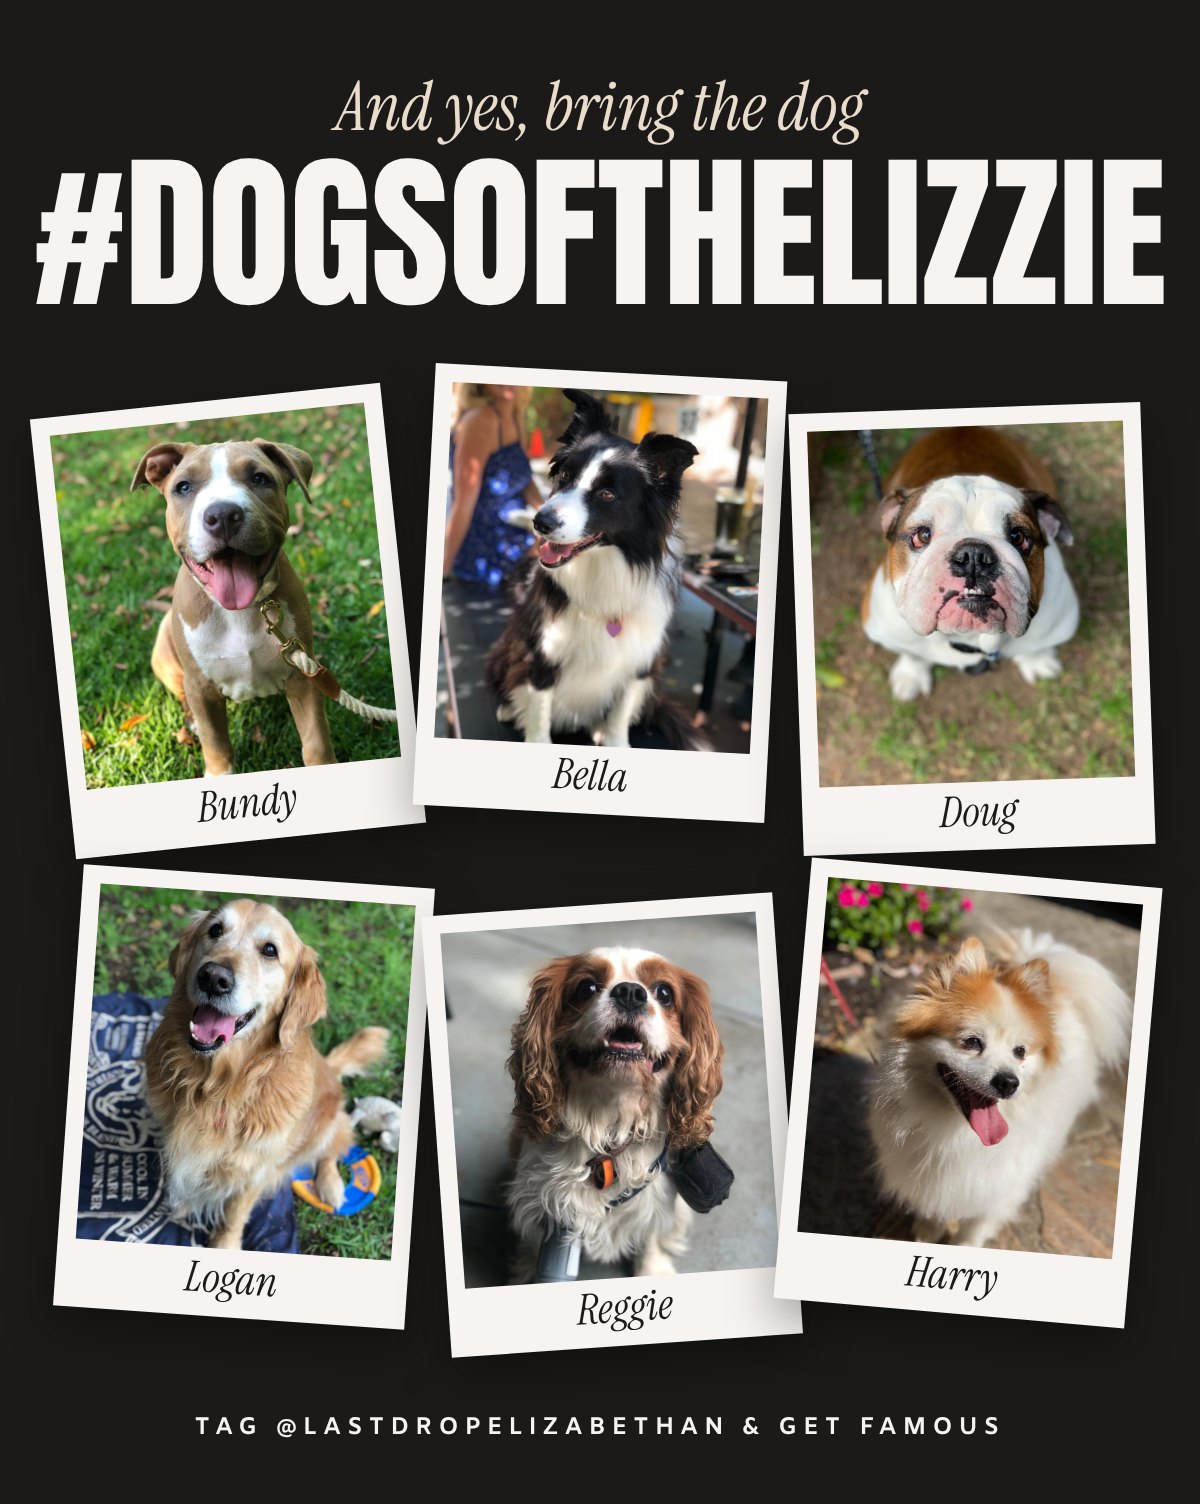 And yes, bring the dog
#DOGSOFTHELIZZIE
Bundy
Bella
Doug
Logan
Reggie
Harry
TAG @LASTDROPELIZABETHAN & GET FAMOUS